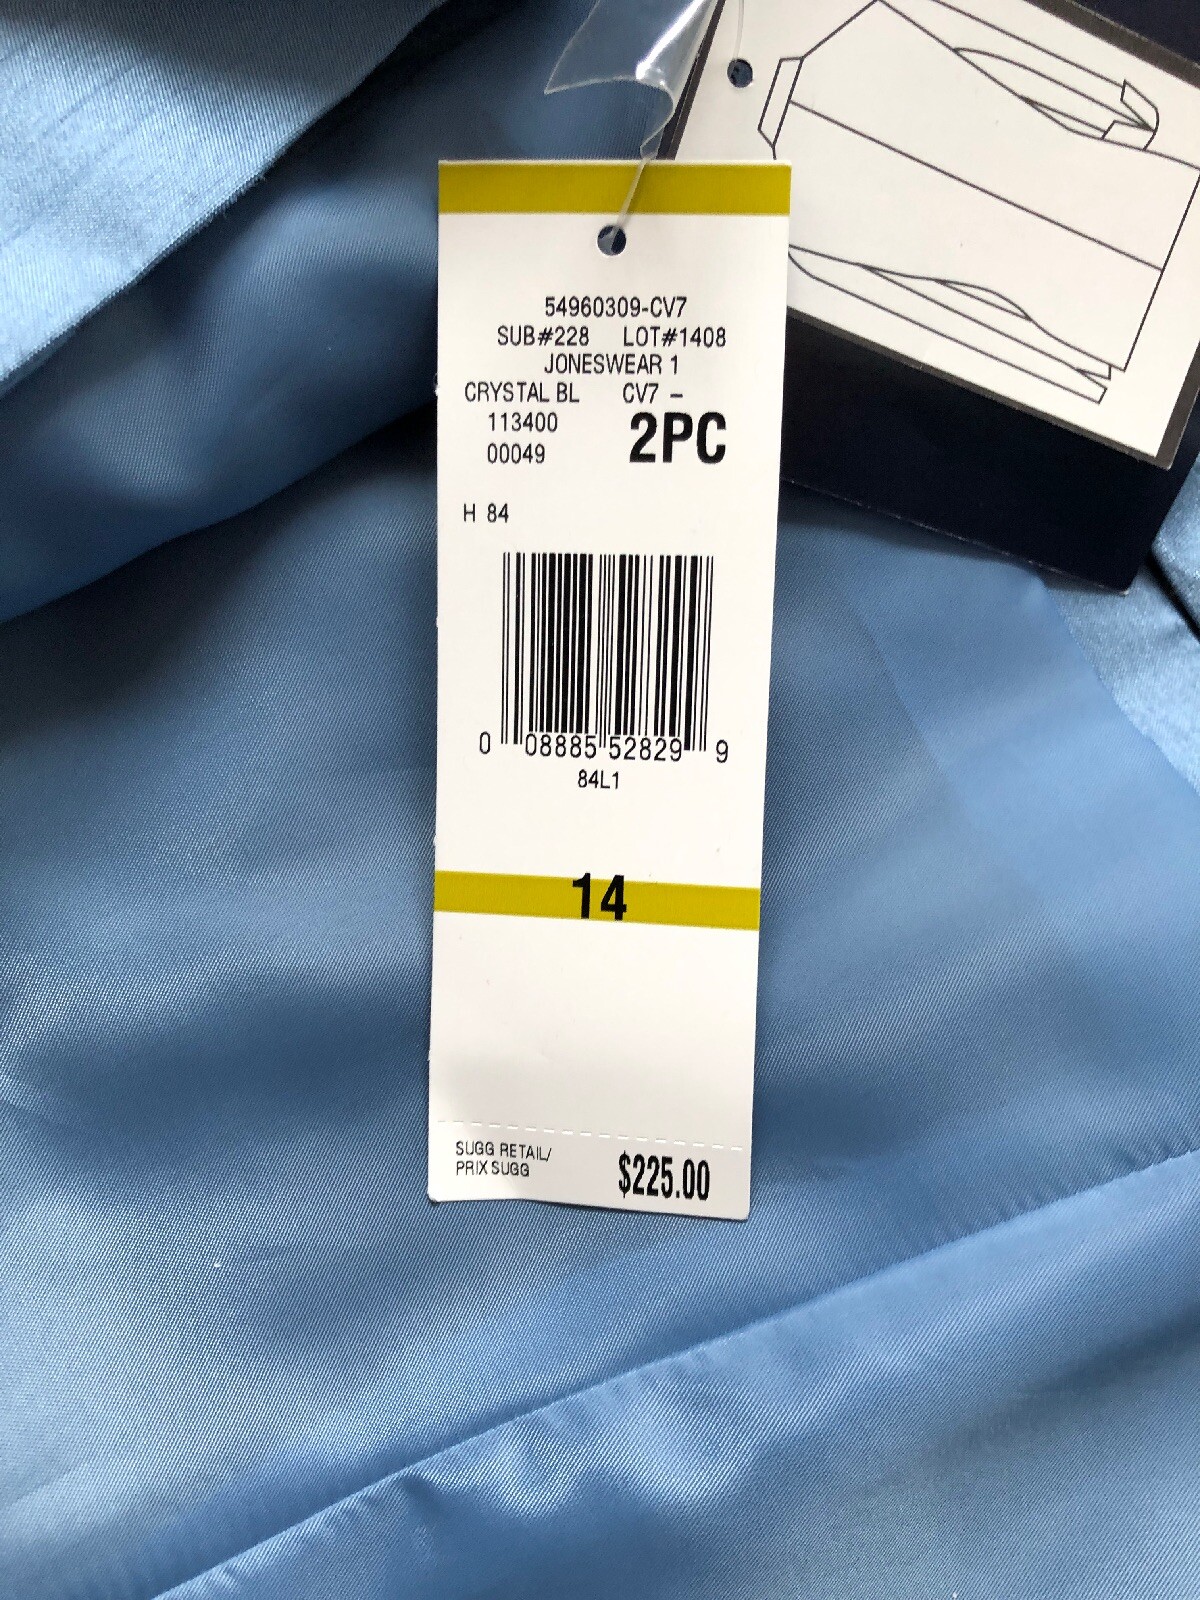 54960309-CV7
SUB#228 LOT#1408
JONESWEAR 1
CRYSTAL BL CV7 -
113400
2PC
00049
H 84
0 08885 52829 9
84L1
14
SUGG RETAIL/
PRIX SUGG
$225.00